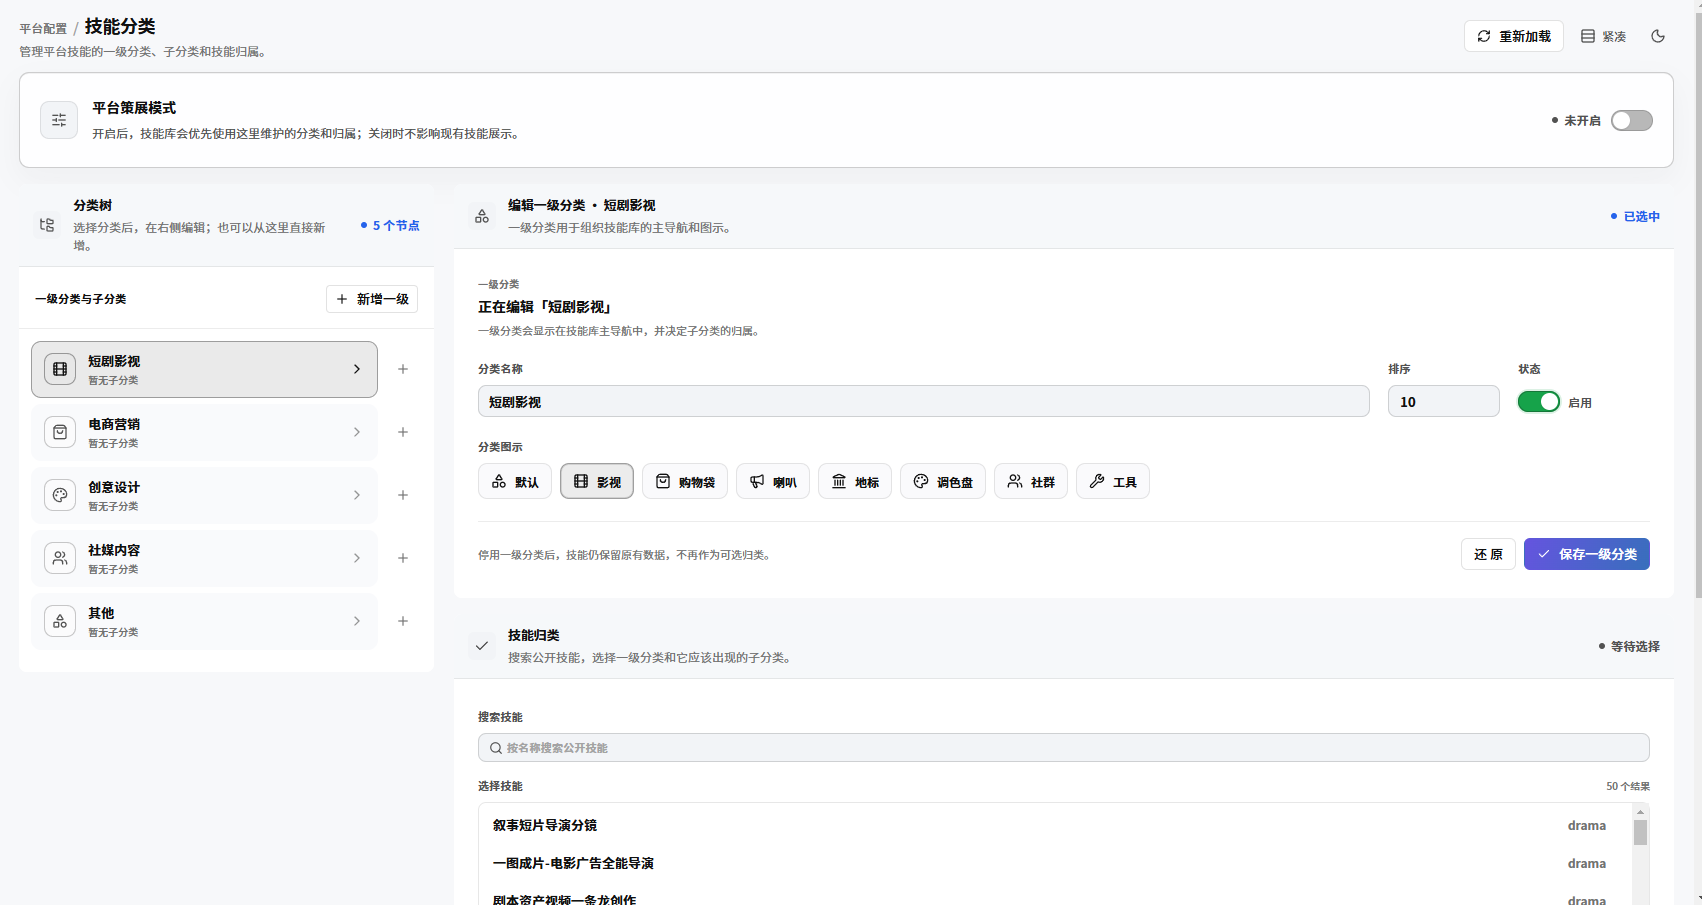 平台配置 / 技能分类
管理平台技能的一级分类、子分类和技能归属。
重新加载
紧凑
平台策展模式
开启后，技能库会优先使用这里维护的分类和归属；关闭时不影响现有技能展示。
未开启
分类树
选择分类后，在右侧编辑；也可以从这里直接新
增。
5 个节点
一级分类与子分类
新增一级
短剧影视
暂无子分类
电商营销
暂无子分类
创意设计
暂无子分类
社媒内容
暂无子分类
其他
暂无子分类
编辑一级分类 · 短剧影视
一级分类用于组织技能库的主导航和图示。
已选中
一级分类
正在编辑「短剧影视」
一级分类会显示在技能库主导航中，并决定子分类的归属。
分类名称
排序
状态
短剧影视
10
启用
分类图示
默认
影视
购物袋
喇叭
地标
调色盘
社群
工具
停用一级分类后，技能仍保留原有数据，不再作为可选归类。
还 原
保存一级分类
技能归类
搜索公开技能，选择一级分类和它应该出现的子分类。
等待选择
搜索技能
按名称搜索公开技能
选择技能
50 个结果
叙事短片导演分镜
drama
一图成片-电影广告全能导演
drama
剧本资产视频一条龙创作
drama